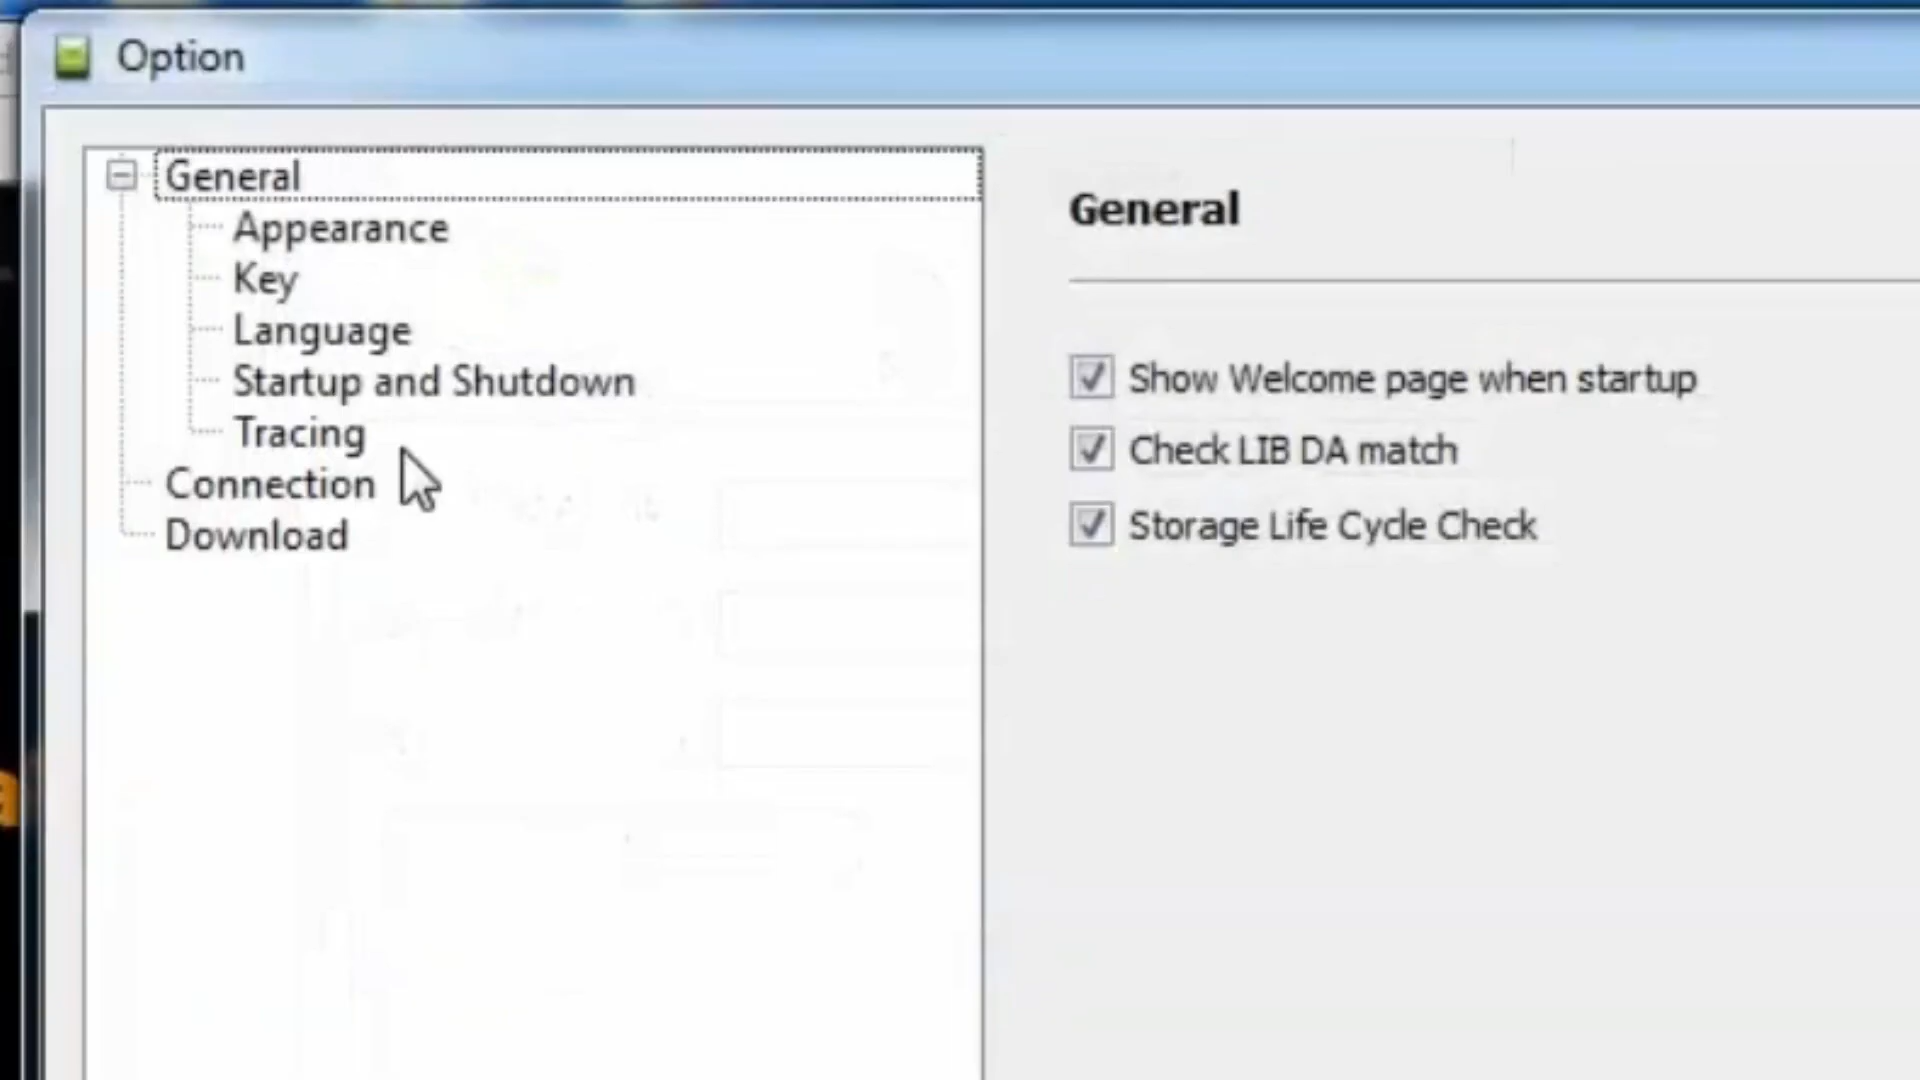 Option
General
Appearance
Key
Language
Startup and Shutdown
Tracing
Connection
Download
General
Show Welcome page when startup
Check LIB DA match
Storage Life Cycle Check